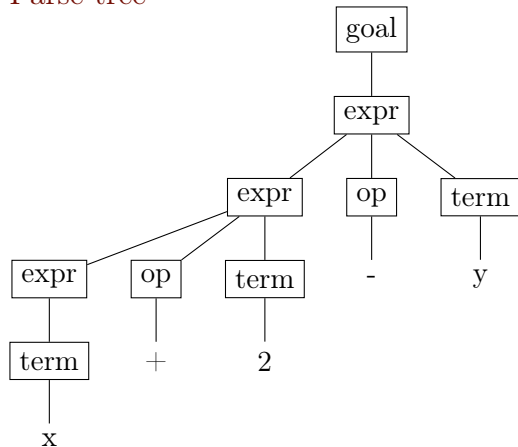 Parse tree
goal
expr
expr op term
expr op term - y
term + 2
x